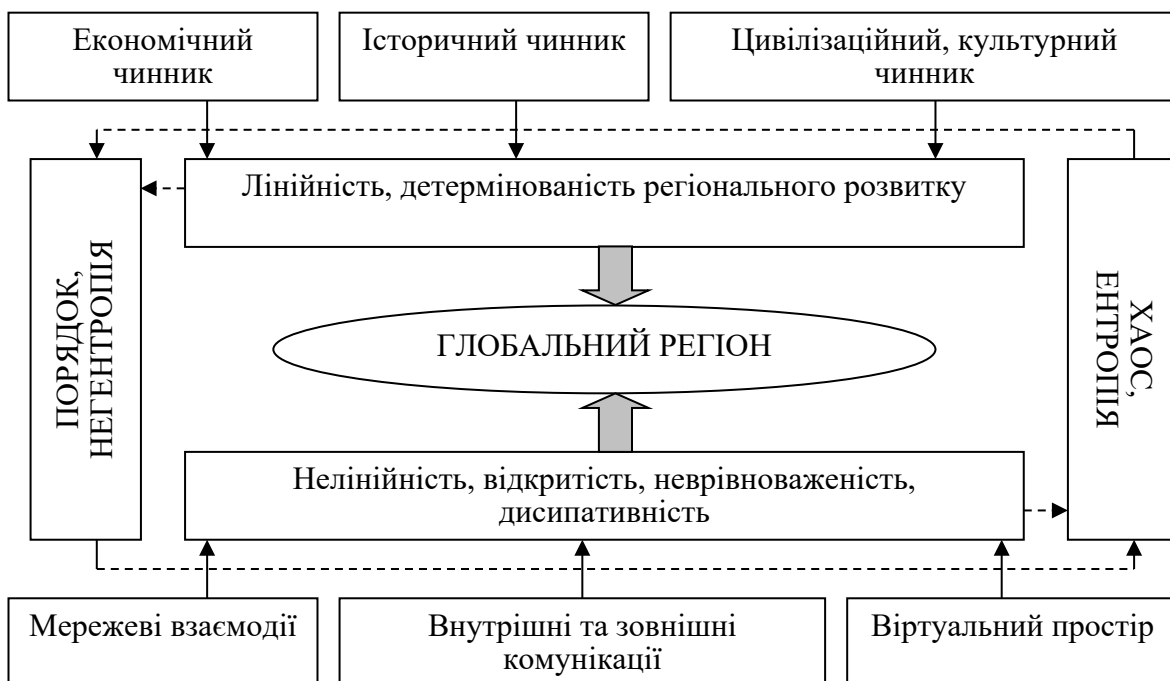 Економічний
чинник
Історичний чинник
Цивілізаційний, культурний
чинник
Лінійність, детермінованість регіонального розвитку
ПОРЯДОК,
НЕГЕНТРОПІЯ
ГЛОБАЛЬНИЙ РЕГІОН
ХАОС,
ЕНТРОПІЯ
Нелінійність, відкритість, неврівноваженість,
дисипативність
Мережеві взаємодії
Внутрішні та зовнішні
комунікації
Віртуальний простір